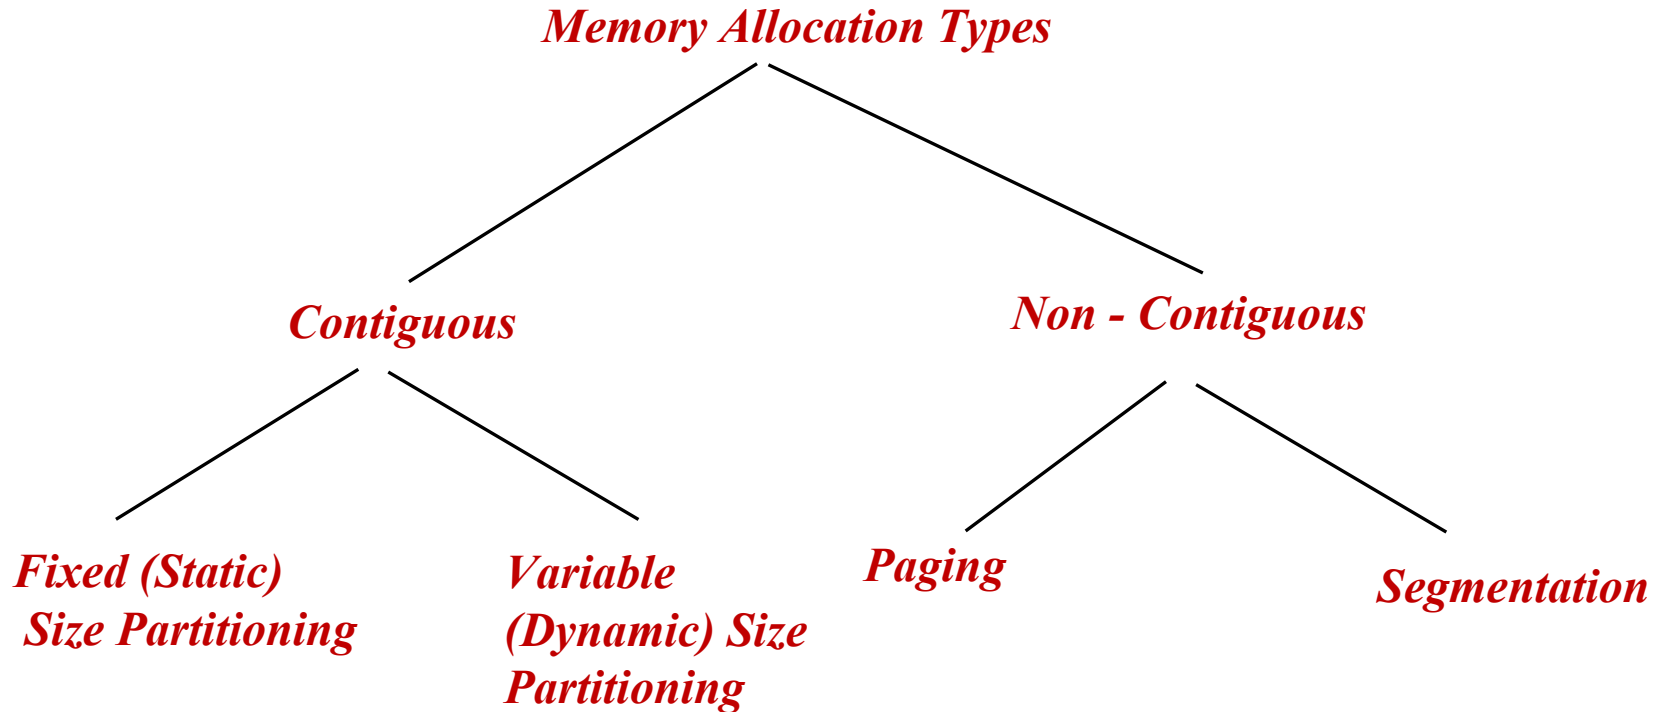 Memory Allocation Types
Contiguous
Non - Contiguous
Fixed (Static)
Size Partitioning
Variable
(Dynamic) Size
Partitioning
Paging
Segmentation